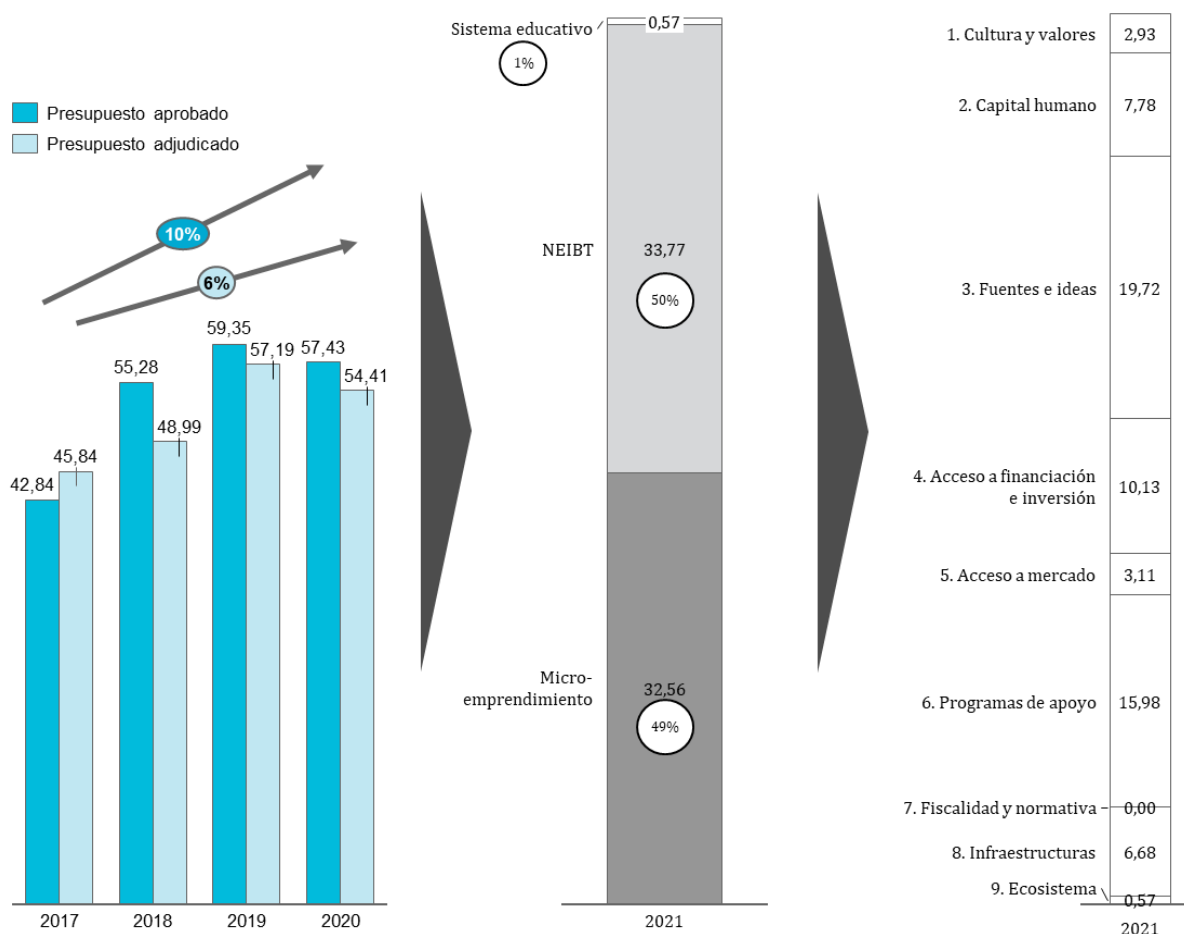 Presupuesto aprobado
Presupuesto adjudicado
10%
6%
42,84
45,84
55,28
48,99
59,35
57,19
57,43
54,41
2017
2018
2019
2020
Sistema educativo
1%
0,57
NEIBT
33,77
50%
Micro-
emprendimiento
32,56
49%
2021
1. Cultura y valores
2,93
2. Capital humano
7,78
3. Fuentes e ideas
19,72
4. Acceso a financiación
e inversión
10,13
5. Acceso a mercado
3,11
6. Programas de apoyo
15,98
7. Fiscalidad y normativa
0,00
8. Infraestructuras
6,68
9. Ecosistema
0,57
2021